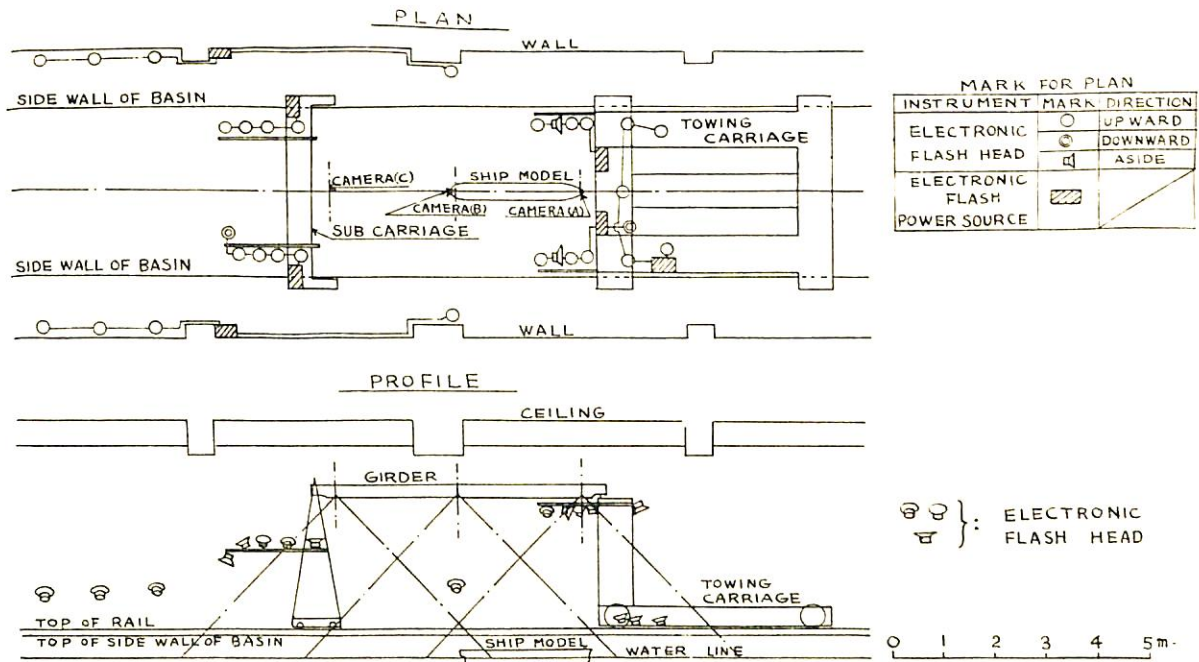 PLAN
WALL
SIDE WALL OF BASIN
TOWING
CARRIAGE
CAMERA(C)
SHIP MODEL
CAMERA(B)
CAMERA(A)
SUB CARRIAGE
SIDE WALL OF BASIN
WALL
MARK FOR PLAN
INSTRUMENT MARK DIRECTION
ELECTRONIC
FLASH HEAD
UPWARD
DOWNWARD
ASIDE
ELECTRONIC
FLASH
POWER SOURCE
PROFILE
CEILING
GIRDER
TOWING
CARRIAGE
TOP OF RAIL
TOP OF SIDE WALL OF BASIN
SHIP MODEL
WATER LINE
}: ELECTRONIC
FLASH HEAD
0 1 2 3 4 5 m.